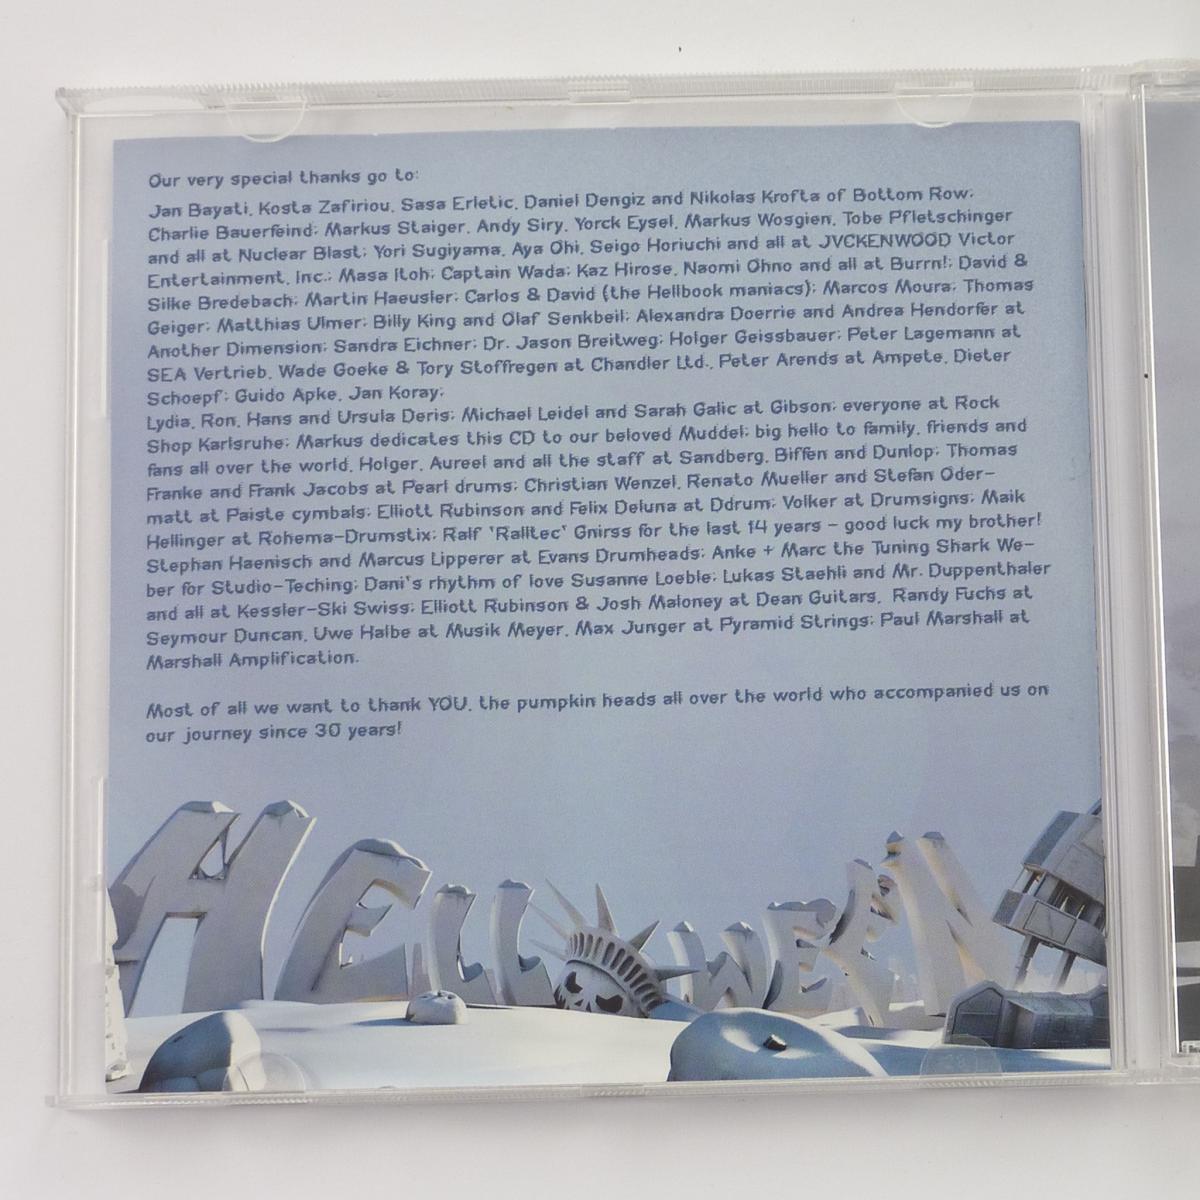 Our very special thanks go to:
Jan Bayati, Kosta Zafiriou, Sasa Erletic, Daniel Dengiz and Nikolas Krofta of Bottom Row;
Charlie Bauerfeind; Markus Staiger, Andy Siry, Yorck Eysel, Markus Wosgien, Tobe Pfletschinger
and all at Nuclear Blast; Yori Sugiyama, Aya Ohi, Seigo Horiuchi and all at JVCKENWOOD Victor
Entertainment, Inc.; Masa Itoh; Captain Wada; Kaz Hirose, Naomi Ohno and all at Burrn!; David &
Silke Bredebach; Martin Haeusler; Carlos & David (the Hellbook maniacs); Marcos Moura; Thomas
Geiger; Matthias Ulmer; Billy King and Olaf Senkbeil; Alexandra Doerrie and Andrea Hendorfer at
Another Dimension; Sandra Eichner; Dr. Jason Breitweg; Holger Geissbauer; Peter Lagemann at
SEA Vertrieb, Wade Goeke & Tory Stoffregen at Chandler Ltd., Peter Arends at Ampete, Dieter
Schoepf; Guido Apke, Jan Koray;
Lydia, Ron, Hans and Ursula Deris; Michael Leidel and Sarah Galic at Gibson; everyone at Rock
Shop Karlsruhe; Markus dedicates this CD to our beloved Muddel; big hello to family, friends and
fans all over the world, Holger, Aureel and all the staff at Sandberg, Biffen and Dunlop; Thomas
Franke and Frank Jacobs at Pearl drums; Christian Wenzel, Renato Mueller and Stefan Oder-
matt at Paiste cymbals; Elliott Rubinson and Felix Deluna at Ddrum; Volker at Drumsigns; Maik
Hellinger at Rohema-Drumstix; Ralf 'Ralltec' Gnirss for the last 14 years - good luck my brother!
Stephan Haenisch and Marcus Lipperer at Evans Drumheads; Anke + Marc the Tuning Shark We-
ber for Studio-Teching; Dani's rhythm of love Susanne Loeble; Lukas Staehli and Mr. Duppenthaler
and all at Kessler-Ski Swiss; Elliott Rubinson & Josh Maloney at Dean Guitars, Randy Fuchs at
Seymour Duncan, Uwe Halbe at Musik Meyer, Max Junger at Pyramid Strings; Paul Marshall at
Marshall Amplification.
Most of all we want to thank YOU, the pumpkin heads all over the world who accompanied us on
our journey since 30 years!
HELLOWEEN